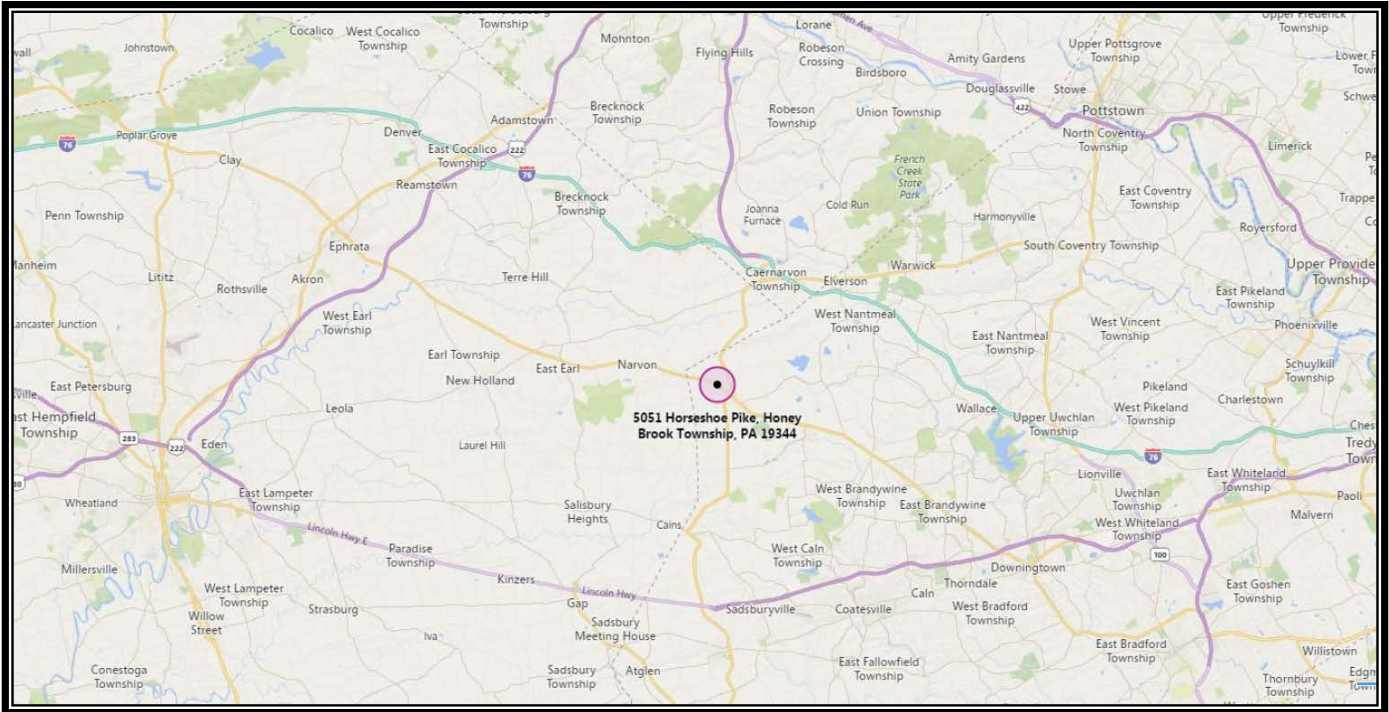 Cocalico
West Cocalico
Township
Township
Mohnton
Flying Hills
Lorane
Robeson
Crossing
Birdsboro
Amity Gardens
Upper Pottsgrove
Township
Township
Johnstown
Douglassville
Stowe
422
Pottstown
North Coventry
Township
Limerick
Brecknock
Township
Robeson
Township
Union Township
Adamstown
222
Denver
East Cocalico
Township
Poplar Grove
76
Clay
76
Reamstown
Brecknock
Township
French
Creek
State
Park
Joanna
Furnace
Cold Run
Harmonyville
East Coventry
Township
Royersford
Penn Township
Ephrata
South Coventry Township
Lititz
Akron
Rothsville
Terre Hill
Caernarvon
Township
Elverson
Warwick
East Pikeland
Township
Phoenixville
West Earl
Township
West Nantmeal
Township
East Nantmeal
Township
West Vincent
Township
Schuylkill
Township
Earl Township
East Earl
Narvon
New Holland
East Petersburg
Leola
5051 Horseshoe Pike, Honey
Brook Township, PA 19344
Wallace
Upper Uwchlan
Township
Pikeland
West Pikeland
Township
Charlestown
Township
283
222
Eden
Laurel Hill
76
Lionville
East Whiteland
Township
Paoli
Wheatland
East Lampeter
Township
Salisbury
Heights
Cains
West Brandywine
Township
East Brandywine
Township
Uwchlan
Township
West Whiteland
Township
Malvern
Lincoln Hwy E
Paradise
Township
West Caln
Township
Downingtown
100
Millersville
West Lampeter
Township
Kinzers
Lincoln Hwy
Gap
Sadsburyville
Coatesville
Caln
Thorndale
West Bradford
Township
East Goshen
Township
Willow
Street
Strasburg
Iva
Sadsbury
Meeting House
East Bradford
Township
Willistown
Conestoga
Township
Sadsbury
Township
Atglen
East Fallowfield
Township
Thornbury
Township